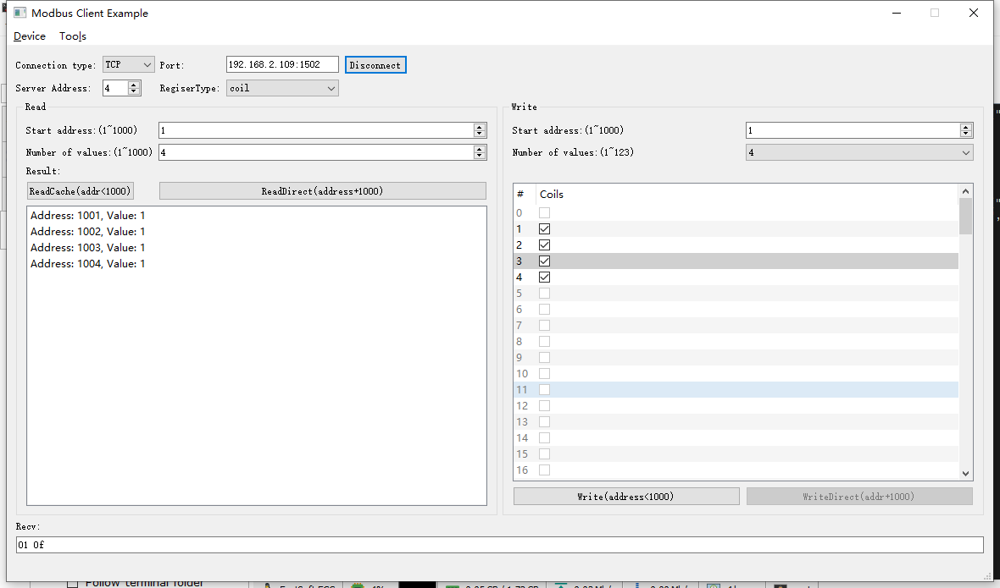 Modbus Client Example
Device Tools
Connection type: TCP Port: 192.168.2.109:1502 Disconnect
Server Address: 4 RegiserType: coil
Read
Start address:(1~1000) 1
Number of values:(1~1000) 4
Result:
ReadCache(addr<1000) ReadDirect(address+1000)
Address: 1001, Value: 1
Address: 1002, Value: 1
Address: 1003, Value: 1
Address: 1004, Value: 1
Write
Start address:(1~1000) 1
Number of values:(1~123) 4
# Coils
0
1
2
3
4
5
6
7
8
9
10
11
12
13
14
15
16
Write(address<1000) WriteDirect(addr+1000)
Recv:
01 0f
Follow terminal folder